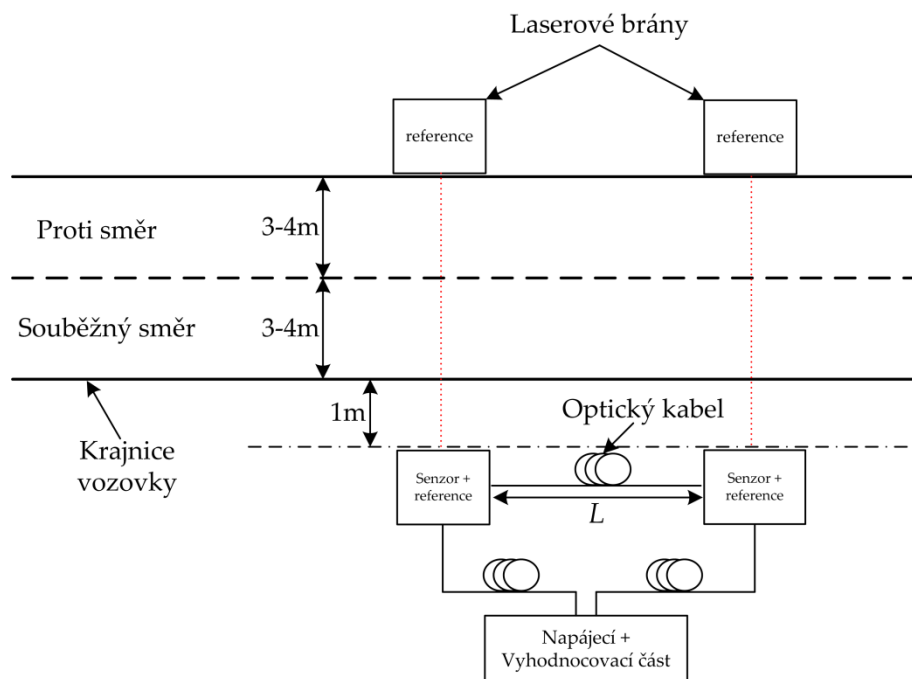 Laserové brány
reference
reference
Proti směr
3-4m
Souběžný směr
3-4m
1m
Optický kabel
Krajnice
vozovky
Senzor +
reference
L
Senzor +
reference
Napájecí +
Vyhodnocovací část